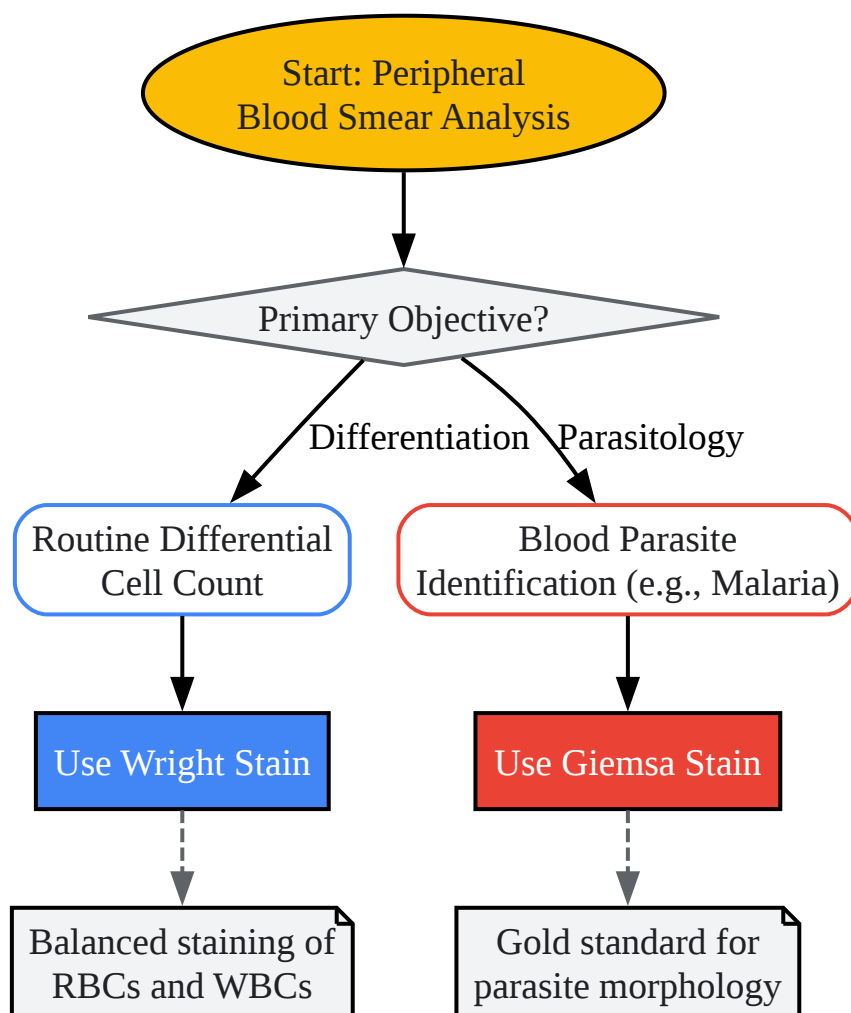 Start: Peripheral
Blood Smear Analysis
Primary Objective?
Differentiation
Parasitology
Routine Differential
Cell Count
Blood Parasite
Identification (e.g., Malaria)
Use Wright Stain
Use Giemsa Stain
Balanced staining of
RBCs and WBCs
Gold standard for
parasite morphology